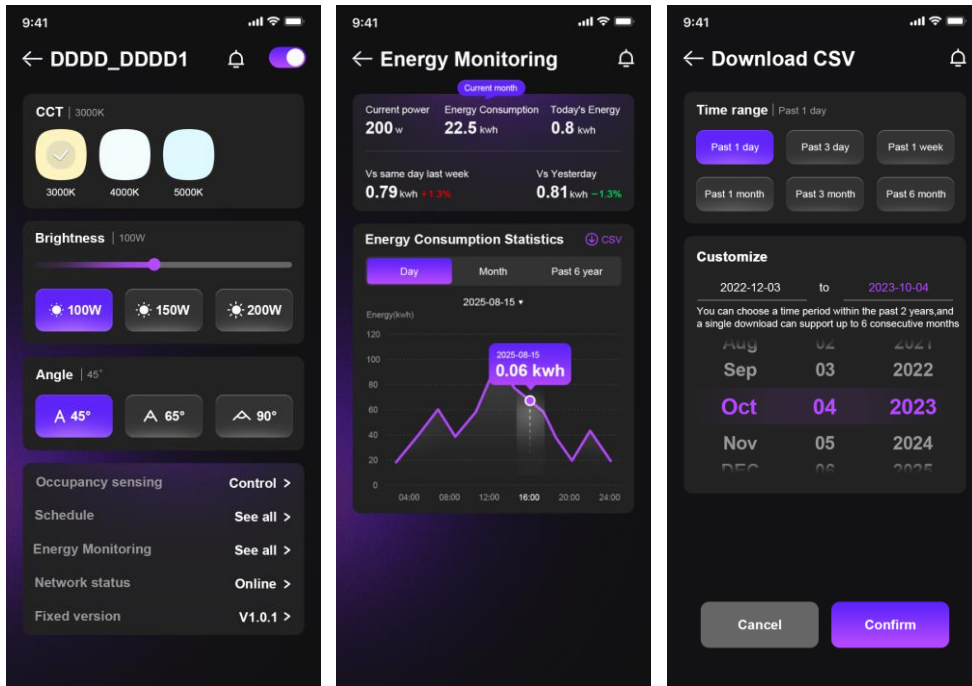 9:41
DDDD_DDDD1
CCT | 3000K
3000K 4000K 5000K
Brightness | 100W
100W 150W 200W
Angle | 45°
45° 65° 90°
Occupancy sensing Control >
Schedule See all >
Energy Monitoring See all >
Network status Online >
Fixed version V1.0.1 >
9:41
Energy Monitoring
Current month
Current power Energy Consumption Today's Energy
200 w 22.5 kwh 0.8 kwh
Vs same day last week Vs Yesterday
0.79 kwh +1.3% 0.81 kwh −1.3%
Energy Consumption Statistics CSV
Day Month Past 6 year
2025-08-15 ▾
Energy(kwh)
120
100
80
60
40
20
0
2025-08-15
0.06 kwh
04:00 08:00 12:00 16:00 20:00 24:00
9:41
Download CSV
Time range | Past 1 day
Past 1 day Past 3 day Past 1 week
Past 1 month Past 3 month Past 6 month
Customize
2022-12-03 to 2023-10-04
You can choose a time period within the past 2 years,and
a single download can support up to 6 consecutive months
Aug 02 2021
Sep 03 2022
Oct 04 2023
Nov 05 2024
DEC 06 2025
Cancel Confirm